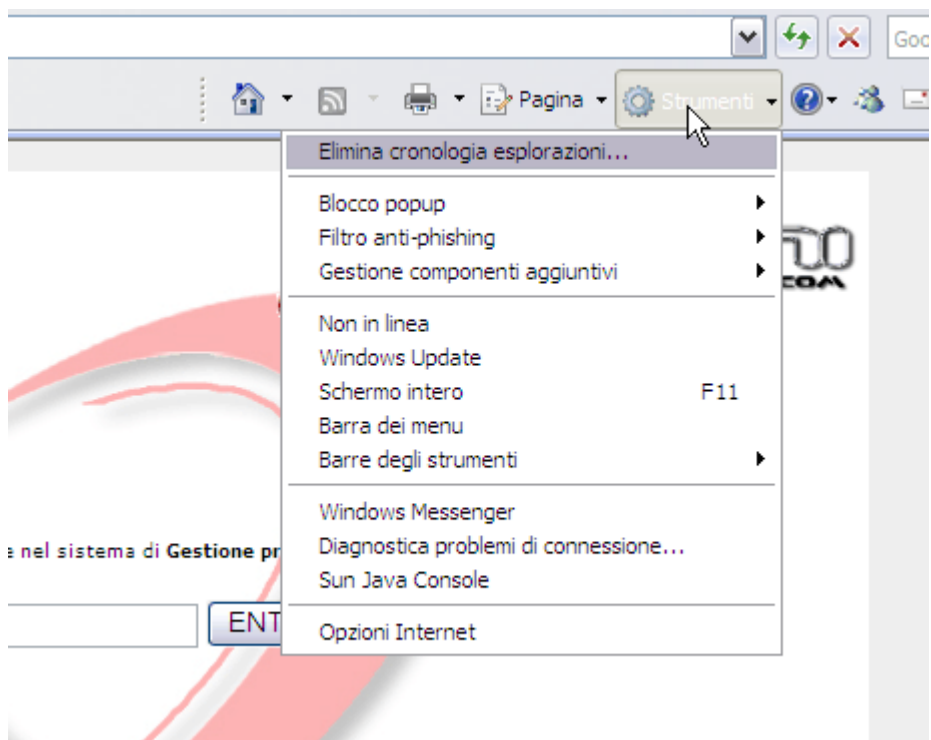 Goo
Pagina Strumenti
Elimina cronologia esplorazioni...
Blocco popup
Filtro anti-phishing
Gestione componenti aggiuntivi
COM
Non in linea
Windows Update
Schermo intero F11
Barra dei menu
Barre degli strumenti
Windows Messenger
Diagnostica problemi di connessione...
Sun Java Console
Opzioni Internet
e nel sistema di Gestione pr
ENT